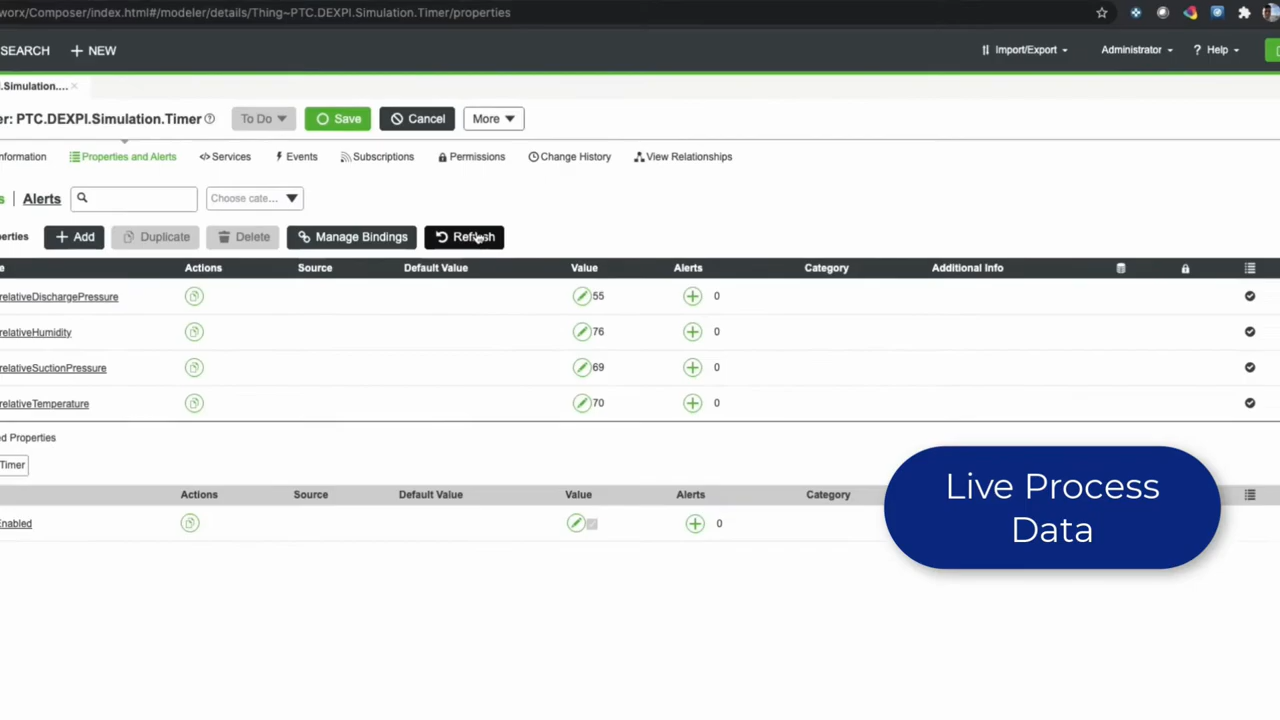 worx/Composer/index.html#/modeler/details/Thing~PTC.DEXPI.Simulation.Timer/properties
SEARCH + NEW Import/Export Administrator ? Help
.Simulation....
er: PTC.DEXPI.Simulation.Timer To Do Save Cancel More
nformation Properties and Alerts Services Events Subscriptions Permissions Change History View Relationships
s | Alerts Choose cate...
perties + Add Duplicate Delete Manage Bindings Refresh
e Actions Source Default Value Value Alerts Category Additional Info
relativeDischargePressure 55 0
relativeHumidity 76 0
relativeSuctionPressure 69 0
relativeTemperature 70 0
d Properties
Timer
Actions Source Default Value Value Alerts Category
Enabled 0
Live Process
Data